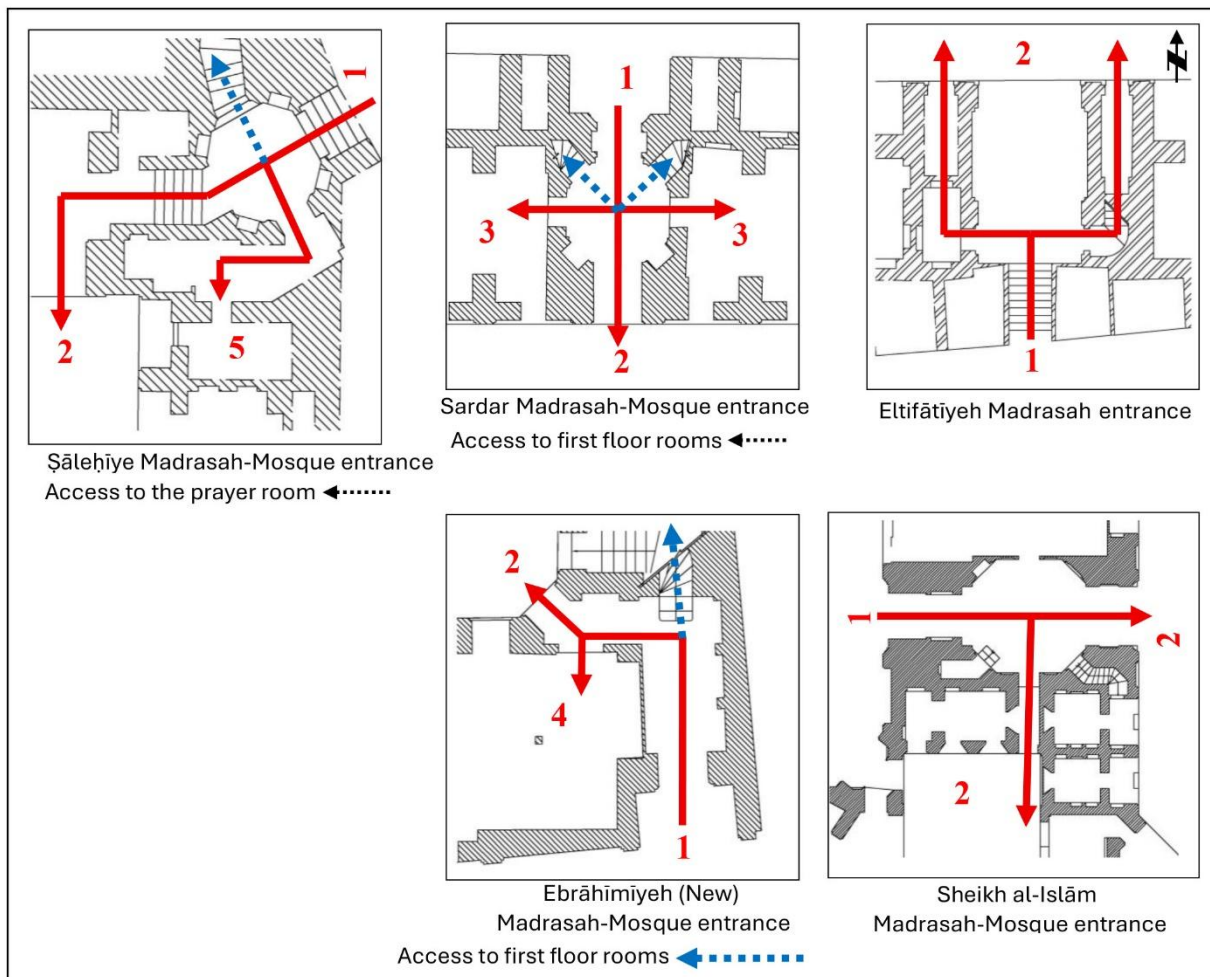 1
2
5
Ṣāleḥīye Madrasah-Mosque entrance
Access to the prayer room
1
3
3
2
Sardar Madrasah-Mosque entrance
Access to first floor rooms
2
N
1
Eltifātīyeh Madrasah entrance
2
4
1
Ebrāhīmīyeh (New)
Madrasah-Mosque entrance
Access to first floor rooms
1
2
2
Sheikh al-Islām
Madrasah-Mosque entrance